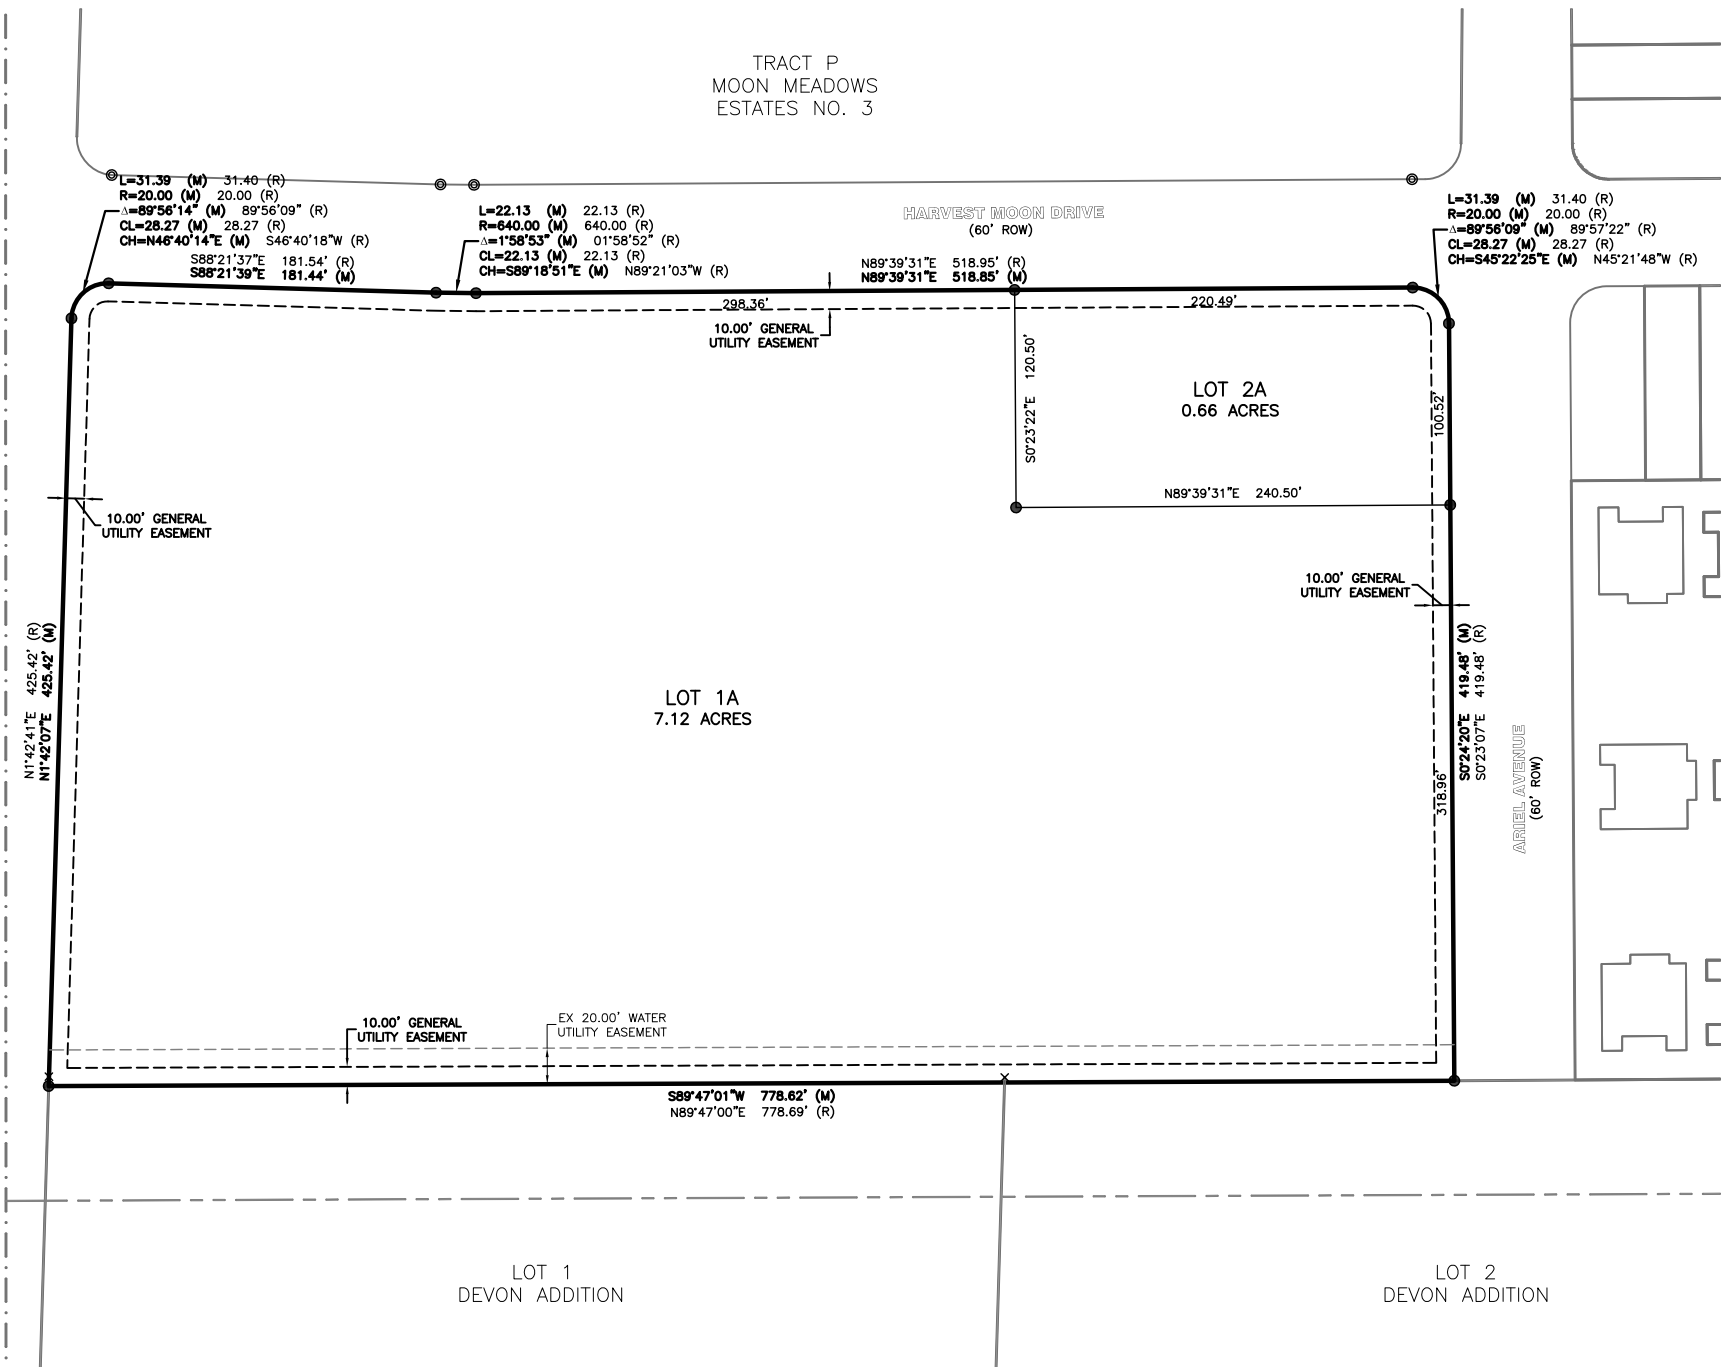 TRACT P
MOON MEADOWS
ESTATES NO. 3
L=31.39 (M) 31.40 (R)
R=20.00 (M) 20.00 (R)
Δ=89°56'14" (M) 89°56'09" (R)
CL=28.27 (M) 28.27 (R)
CH=N46°40'14"E (M) S46°40'18"W (R)
S88°21'37"E 181.54' (R)
S88°21'39"E 181.44' (M)
L=22.13 (M) 22.13 (R)
R=640.00 (M) 640.00 (R)
Δ=1°58'53" (M) 01°58'52" (R)
CL=22.13 (M) 22.13 (R)
CH=S89°18'51"E (M) N89°21'03"W (R)
HARVEST MOON DRIVE
(60' ROW)
N89°39'31"E 518.95' (R)
N89°39'31"E 518.85' (M)
L=31.39 (M) 31.40 (R)
R=20.00 (M) 20.00 (R)
Δ=89°56'09" (M) 89°57'22" (R)
CL=28.27 (M) 28.27 (R)
CH=S45°22'25"E (M) N45°21'48"W (R)
298.36'
220.49'
10.00' GENERAL
UTILITY EASEMENT
S0°23'22"E 120.50'
LOT 2A
0.66 ACRES
100.52'
N89°39'31"E 240.50'
10.00' GENERAL
UTILITY EASEMENT
10.00' GENERAL
UTILITY EASEMENT
N1°42'41"E 425.42' (R)
N1°42'07"E 425.42' (M)
LOT 1A
7.12 ACRES
318.96'
S0°24'20"E 419.48' (M)
S0°23'07"E 419.48' (R)
ARIEL AVENUE
(60' ROW)
10.00' GENERAL
UTILITY EASEMENT
EX 20.00' WATER
UTILITY EASEMENT
S89°47'01"W 778.62' (M)
N89°47'00"E 778.69' (R)
LOT 1
DEVON ADDITION
LOT 2
DEVON ADDITION